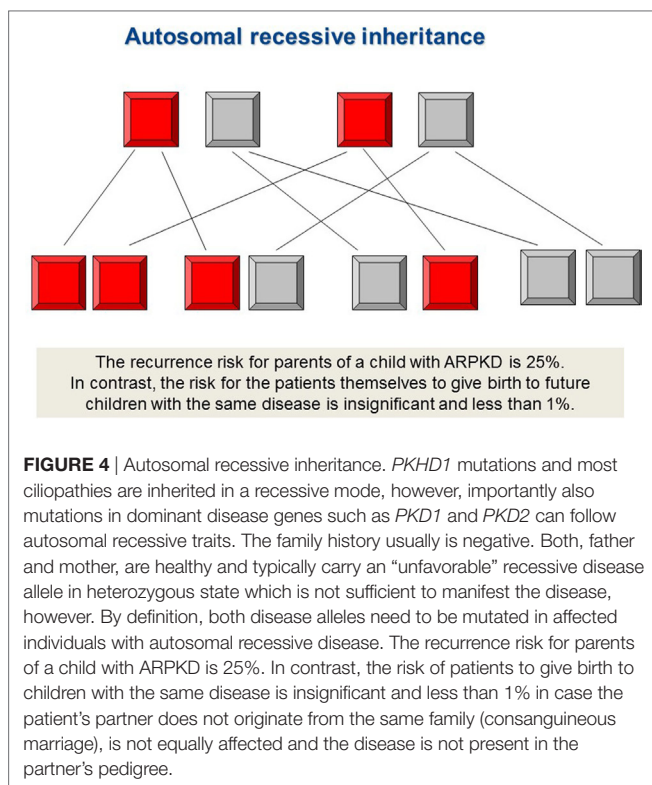 Autosomal recessive inheritance
The recurrence risk for parents of a child with ARPKD is 25%.
In contrast, the risk for the patients themselves to give birth to future
children with the same disease is insignificant and less than 1%.
FIGURE 4 | Autosomal recessive inheritance. PKHD1 mutations and most
ciliopathies are inherited in a recessive mode, however, importantly also
mutations in dominant disease genes such as PKD1 and PKD2 can follow
autosomal recessive traits. The family history usually is negative. Both, father
and mother, are healthy and typically carry an “unfavorable” recessive disease
allele in heterozygous state which is not sufficient to manifest the disease,
however. By definition, both disease alleles need to be mutated in affected
individuals with autosomal recessive disease. The recurrence risk for parents
of a child with ARPKD is 25%. In contrast, the risk of patients to give birth to
children with the same disease is insignificant and less than 1% in case the
patient’s partner does not originate from the same family (consanguineous
marriage), is not equally affected and the disease is not present in the
partner’s pedigree.